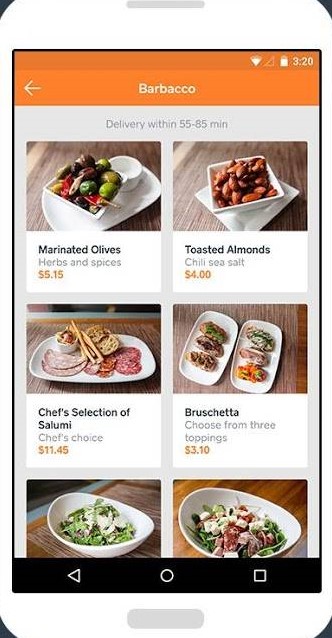 3:20
Barbacco
Delivery within 55-85 min
Marinated Olives
Herbs and spices
$5.15
Toasted Almonds
Chili sea salt
$4.00
Chef's Selection of
Salumi
Chef's choice
$11.45
Bruschetta
Choose from three
toppings
$3.10